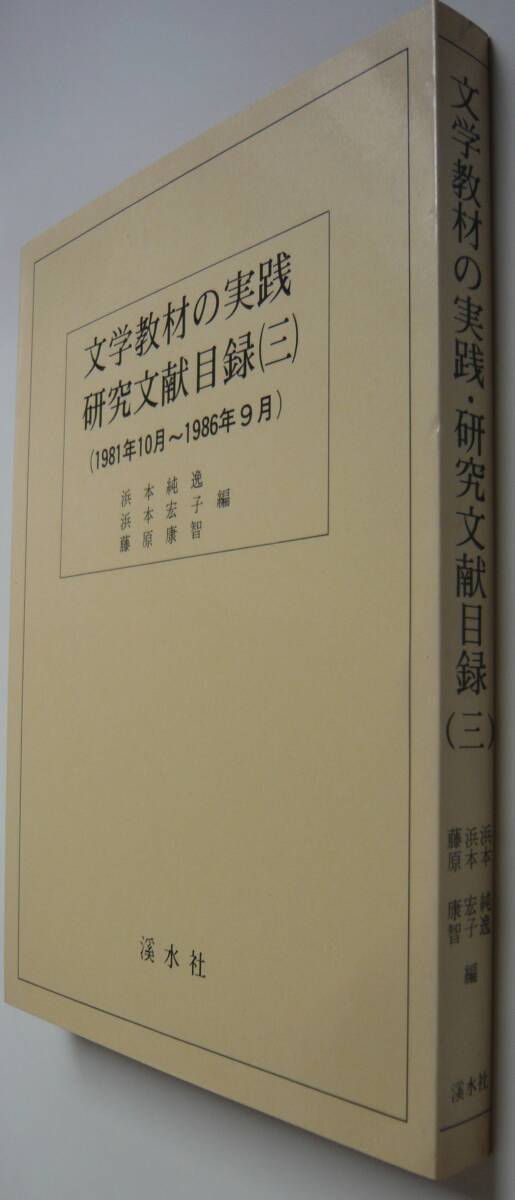 文学教材の実践
研究文献目録(三)
(1981年10月～1986年9月)
浜本純逸
浜本宏子 編
藤原康智
溪水社
文学教材の実践・研究文献目録(三)
浜本 純逸
浜本 宏子 編
藤原 康智
溪水社